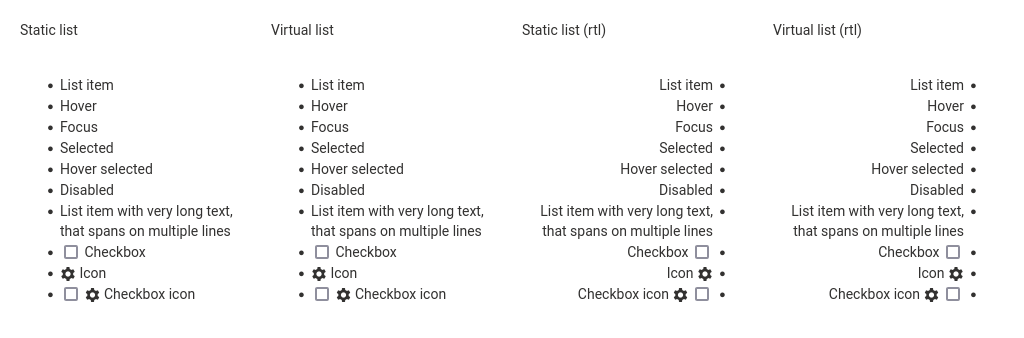 Static list
List item
Hover
Focus
Selected
Hover selected
Disabled
List item with very long text,
that spans on multiple lines
Checkbox
Icon
Checkbox icon
Virtual list
List item
Hover
Focus
Selected
Hover selected
Disabled
List item with very long text,
that spans on multiple lines
Checkbox
Icon
Checkbox icon
Static list (rtl)
List item
Hover
Focus
Selected
Hover selected
Disabled
List item with very long text,
that spans on multiple lines
Checkbox
Icon
Checkbox icon
Virtual list (rtl)
List item
Hover
Focus
Selected
Hover selected
Disabled
List item with very long text,
that spans on multiple lines
Checkbox
Icon
Checkbox icon